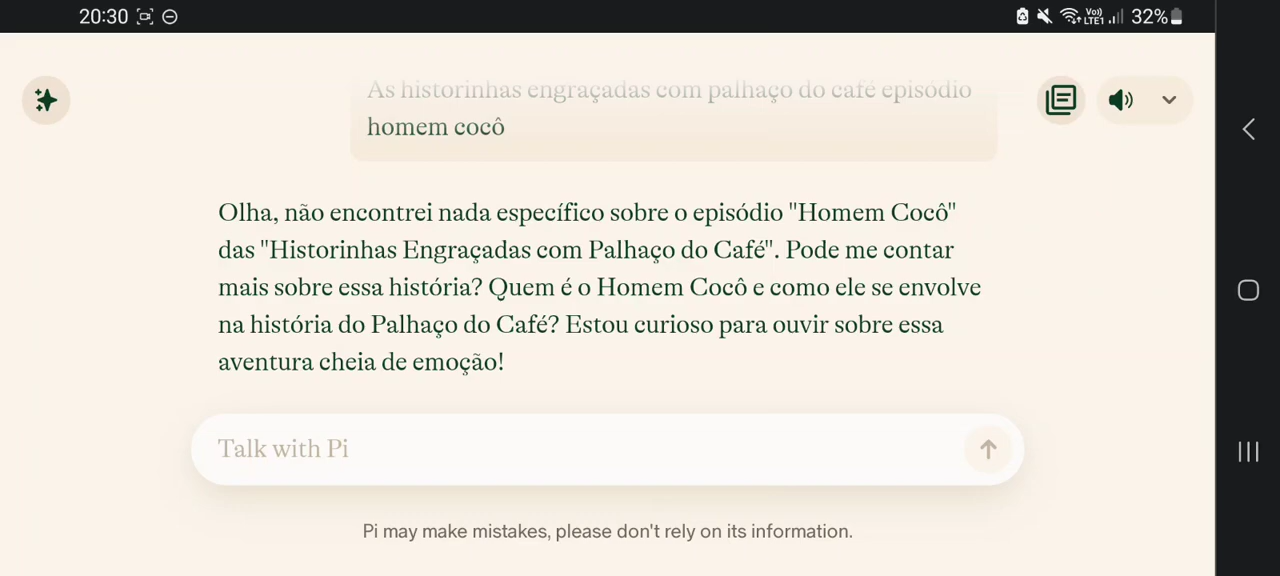 20:30
Vo))
LTE1
32%
As historinhas engraçadas com palhaço do café episódio
homem cocô
Olha, não encontrei nada específico sobre o episódio "Homem Cocô"
das "Historinhas Engraçadas com Palhaço do Café". Pode me contar
mais sobre essa história? Quem é o Homem Cocô e como ele se envolve
na história do Palhaço do Café? Estou curioso para ouvir sobre essa
aventura cheia de emoção!
Talk with Pi
Pi may make mistakes, please don't rely on its information.